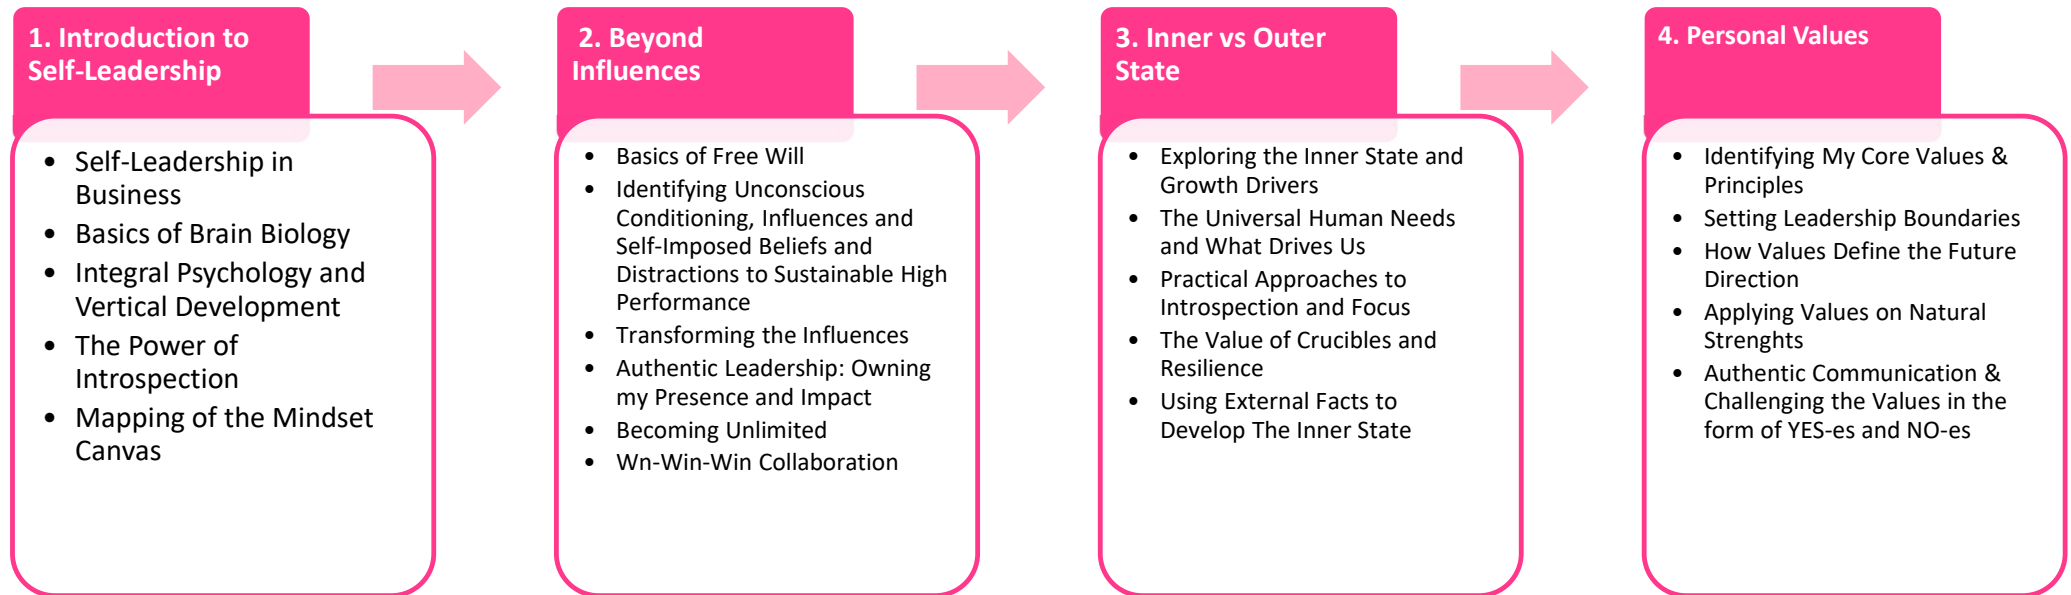 1. Introduction to
Self-Leadership
• Self-Leadership in
Business
• Basics of Brain Biology
• Integral Psychology and
Vertical Development
• The Power of
Introspection
• Mapping of the Mindset
Canvas
2. Beyond
Influences
• Basics of Free Will
• Identifying Unconscious
Conditioning, Influences and
Self-Imposed Beliefs and
Distractions to Sustainable High
Performance
• Transforming the Influences
• Authentic Leadership: Owning
my Presence and Impact
• Becoming Unlimited
• Wn-Win-Win Collaboration
3. Inner vs Outer
State
• Exploring the Inner State and
Growth Drivers
• The Universal Human Needs
and What Drives Us
• Practical Approaches to
Introspection and Focus
• The Value of Crucibles and
Resilience
• Using External Facts to
Develop The Inner State
4. Personal Values
• Identifying My Core Values &
Principles
• Setting Leadership Boundaries
• How Values Define the Future
Direction
• Applying Values on Natural
Strenghts
• Authentic Communication &
Challenging the Values in the
form of YES-es and NO-es